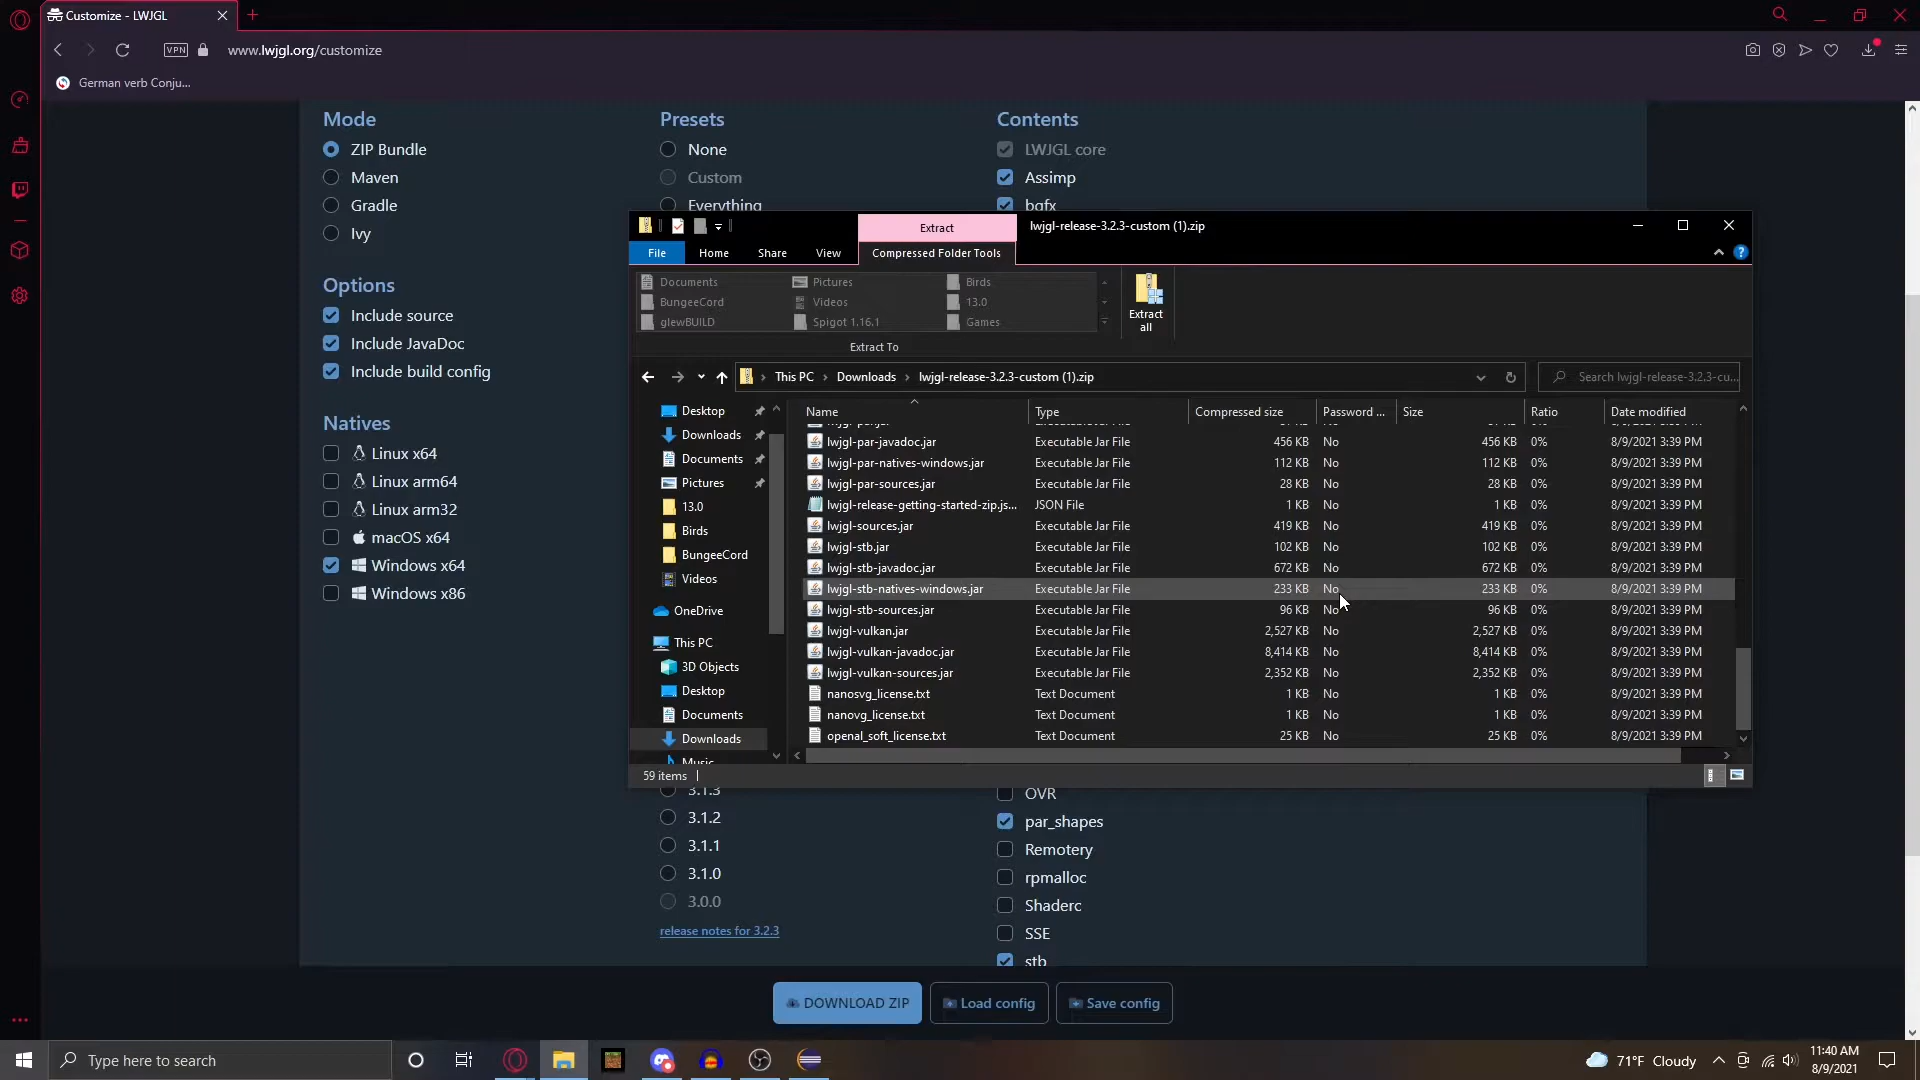 Customize - LWJGL
VPN
www.lwjgl.org/customize
German verb Conju...
Mode
ZIP Bundle
Maven
Gradle
Ivy
Options
Include source
Include JavaDoc
Include build config
Natives
Linux x64
Linux arm64
Linux arm32
macOS x64
Windows x64
Windows x86
Presets
None
Custom
Everything
Contents
LWJGL core
Assimp
bgfx
Extract
lwjgl-release-3.2.3-custom (1).zip
File
Home
Share
View
Compressed Folder Tools
Documents
Pictures
Birds
BungeeCord
Videos
13.0
glewBUILD
Spigot 1.16.1
Games
Extract To
Extract
all
This PC
Downloads
lwjgl-release-3.2.3-custom (1).zip
Search lwjgl-release-3.2.3-cu...
Desktop
Downloads
Documents
Pictures
13.0
Birds
BungeeCord
Videos
OneDrive
This PC
3D Objects
Desktop
Documents
Downloads
Music
Name Type Compressed size Password ... Size Ratio Date modified
lwjgl-par-javadoc.jar Executable Jar File 456 KB No 456 KB 0% 8/9/2021 3:39 PM
lwjgl-par-natives-windows.jar Executable Jar File 112 KB No 112 KB 0% 8/9/2021 3:39 PM
lwjgl-par-sources.jar Executable Jar File 28 KB No 28 KB 0% 8/9/2021 3:39 PM
lwjgl-release-getting-started-zip.js... JSON File 1 KB No 1 KB 0% 8/9/2021 3:39 PM
lwjgl-sources.jar Executable Jar File 419 KB No 419 KB 0% 8/9/2021 3:39 PM
lwjgl-stb.jar Executable Jar File 102 KB No 102 KB 0% 8/9/2021 3:39 PM
lwjgl-stb-javadoc.jar Executable Jar File 672 KB No 672 KB 0% 8/9/2021 3:39 PM
lwjgl-stb-natives-windows.jar Executable Jar File 233 KB No 233 KB 0% 8/9/2021 3:39 PM
lwjgl-stb-sources.jar Executable Jar File 96 KB No 96 KB 0% 8/9/2021 3:39 PM
lwjgl-vulkan.jar Executable Jar File 2,527 KB No 2,527 KB 0% 8/9/2021 3:39 PM
lwjgl-vulkan-javadoc.jar Executable Jar File 8,414 KB No 8,414 KB 0% 8/9/2021 3:39 PM
lwjgl-vulkan-sources.jar Executable Jar File 2,352 KB No 2,352 KB 0% 8/9/2021 3:39 PM
nanosvg_license.txt Text Document 1 KB No 1 KB 0% 8/9/2021 3:39 PM
nanovg_license.txt Text Document 1 KB No 1 KB 0% 8/9/2021 3:39 PM
openal_soft_license.txt Text Document 25 KB No 25 KB 0% 8/9/2021 3:39 PM
59 items
3.1.3
3.1.2
3.1.1
3.1.0
3.0.0
release notes for 3.2.3
OVR
par_shapes
Remotery
rpmalloc
Shaderc
SSE
stb
DOWNLOAD ZIP
Load config
Save config
Type here to search
71°F Cloudy
11:40 AM
8/9/2021